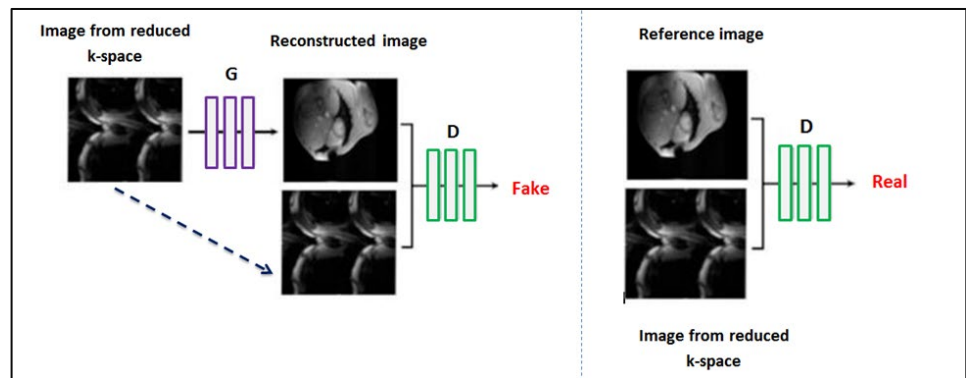 Image from reduced
k-space
Reconstructed image
G
D
Fake
Reference image
D
Real
Image from reduced
k-space